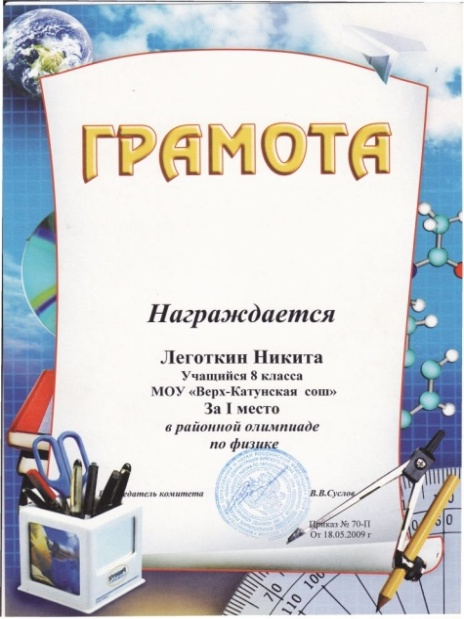 ГРАМОТА
Награждается
Леготкин Никита
Учащийся 8 класса
МОУ «Верх-Катунская сош»
За I место
в районной олимпиаде
по физике
едатель комитета В.В.Суслов
Приказ № 70-П
От 18.05.2009 г